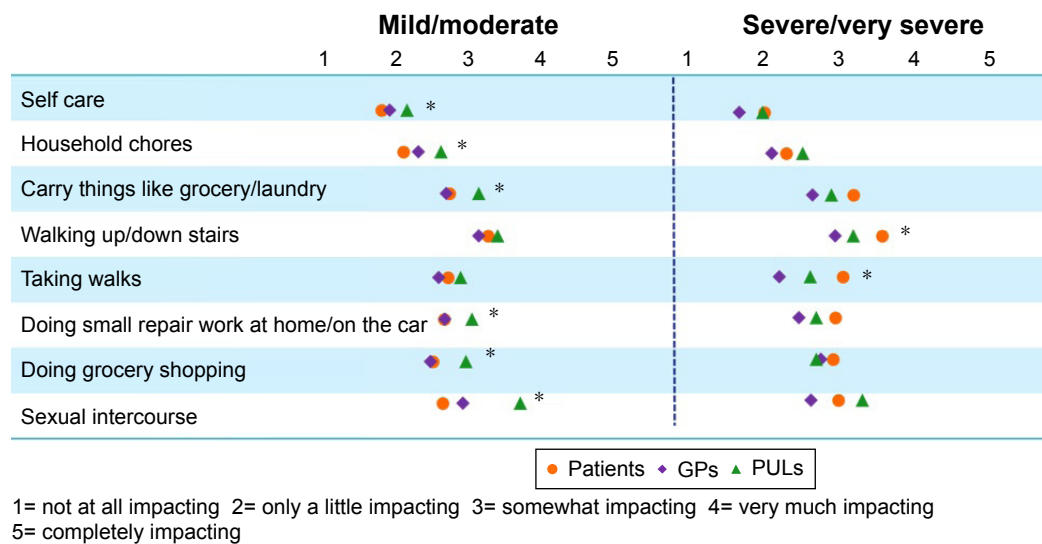 Mild/moderate Severe/very severe
1 2 3 4 5 1 2 3 4 5
Self care *
Household chores *
Carry things like grocery/laundry *
Walking up/down stairs *
Taking walks *
Doing small repair work at home/on the car *
Doing grocery shopping *
Sexual intercourse *
Patients GPs PULs
1= not at all impacting 2= only a little impacting 3= somewhat impacting 4= very much impacting
5= completely impacting